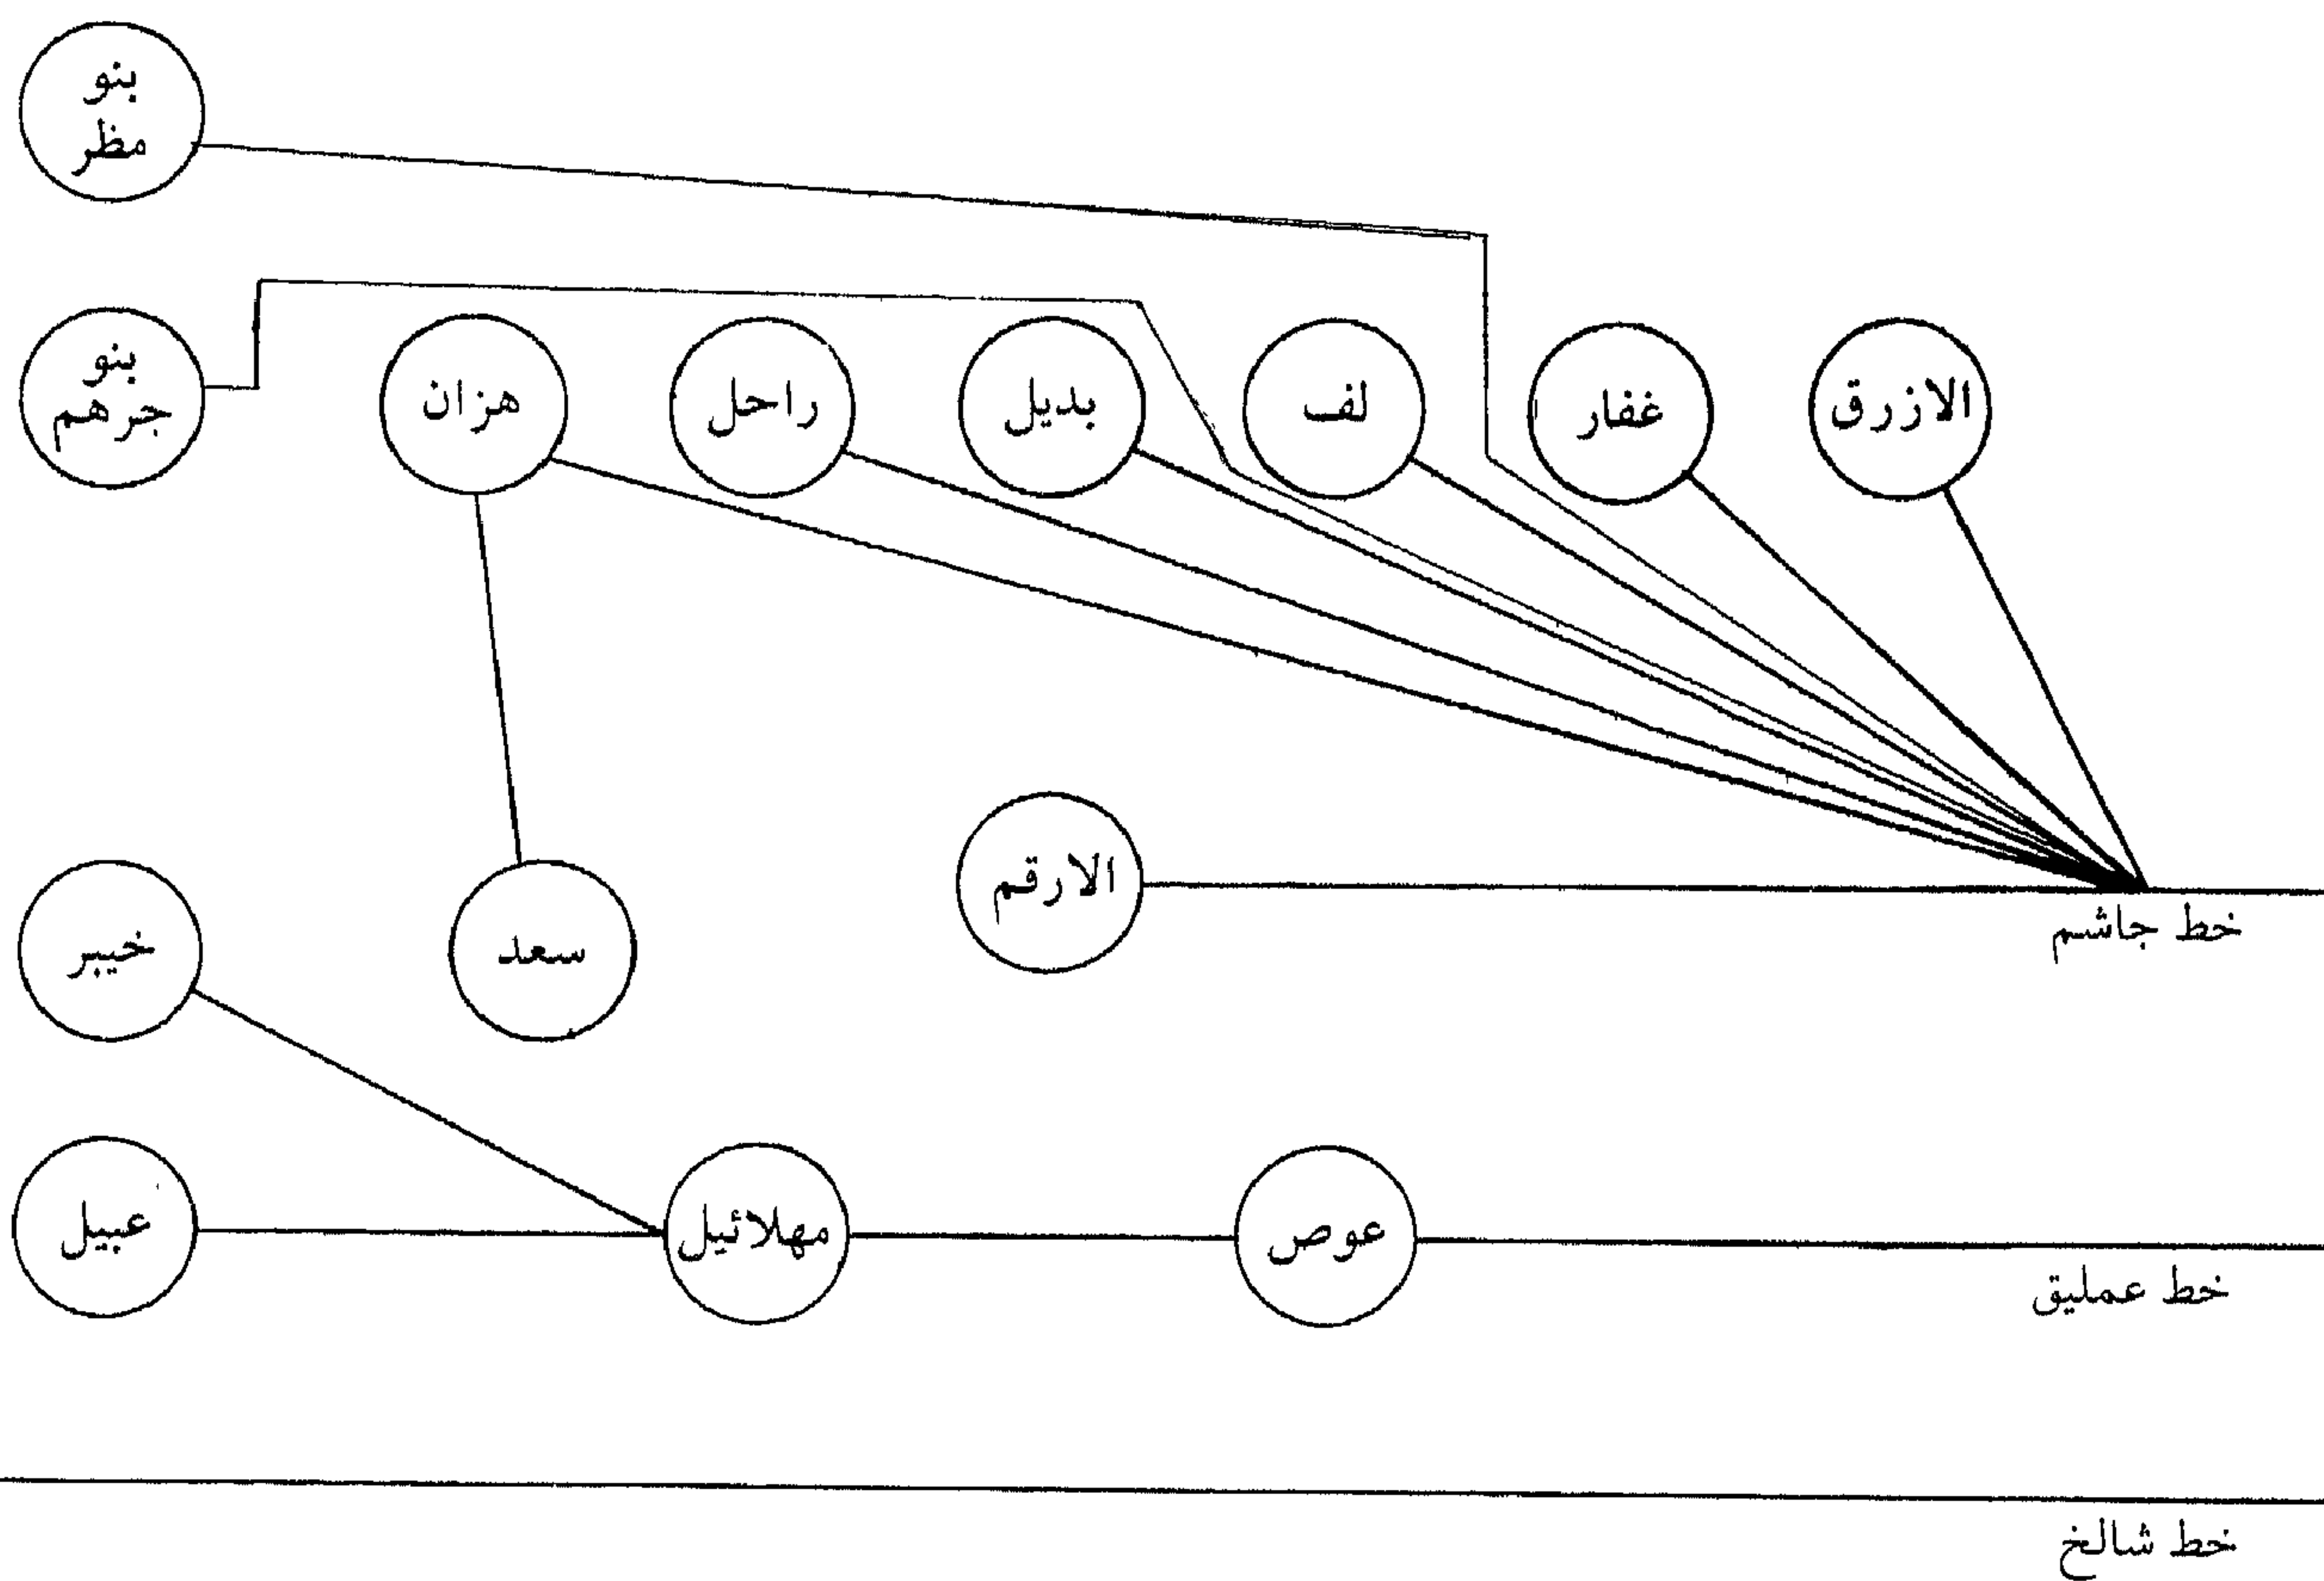 بنو
مظر
الازرق
غفار
لف
بديل
راحل
هزان
بنو
جرهم
الارقم
خط جاشم
سعد
خيبر
عوص
مهلائيل
عبيل
خط عمليق
خط شالخ